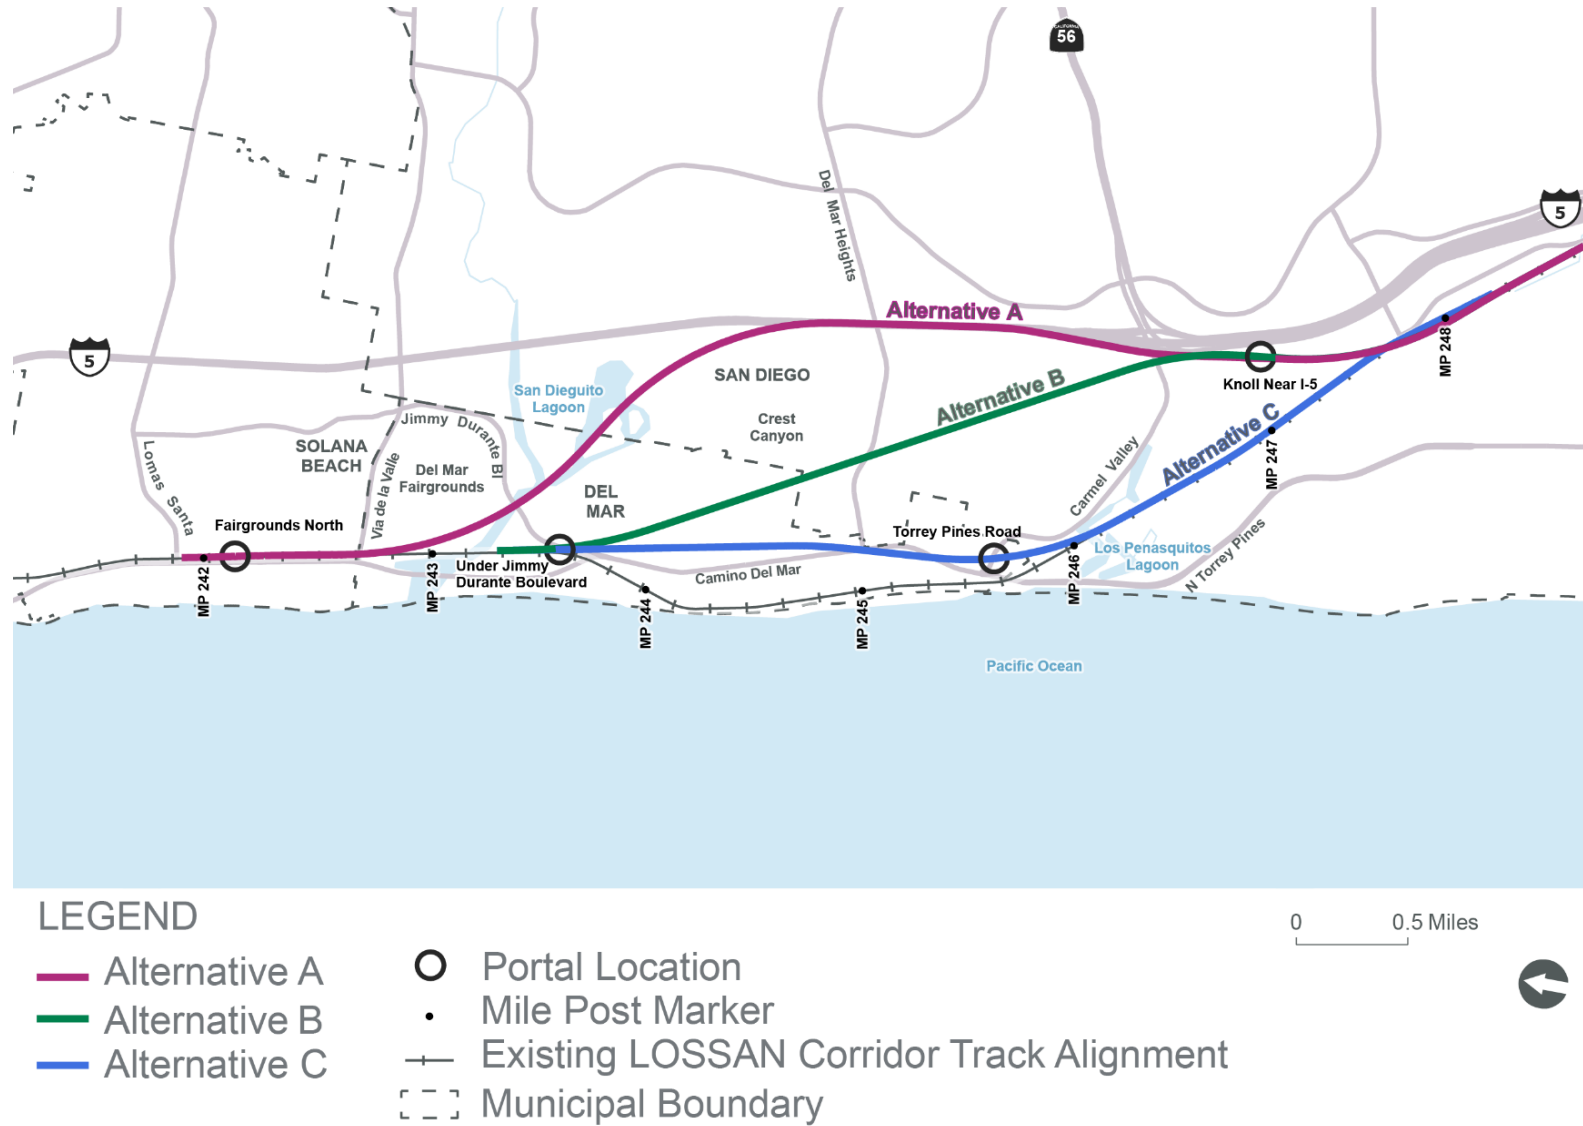 CALIFORNIA
56
5
Del Mar Heights
Alternative A
5
MP 248
Knoll Near I-5
SAN DIEGO
Alternative B
San Dieguito
Lagoon
Crest
Canyon
Alternative C
MP 247
Jimmy Durante Bl
SOLANA
BEACH
Del Mar
Fairgrounds
Via de la Valle
Lomas Santa
DEL
MAR
Carmel Valley
Fairgrounds North
Torrey Pines Road
Los Penasquitos
Lagoon
N Torrey Pines
MP 242
MP 243
Under Jimmy
Durante Boulevard
Camino Del Mar
MP 244
MP 245
MP 246
Pacific Ocean
LEGEND
Alternative A
Alternative B
Alternative C
Portal Location
Mile Post Marker
Existing LOSSAN Corridor Track Alignment
Municipal Boundary
0 0.5 Miles